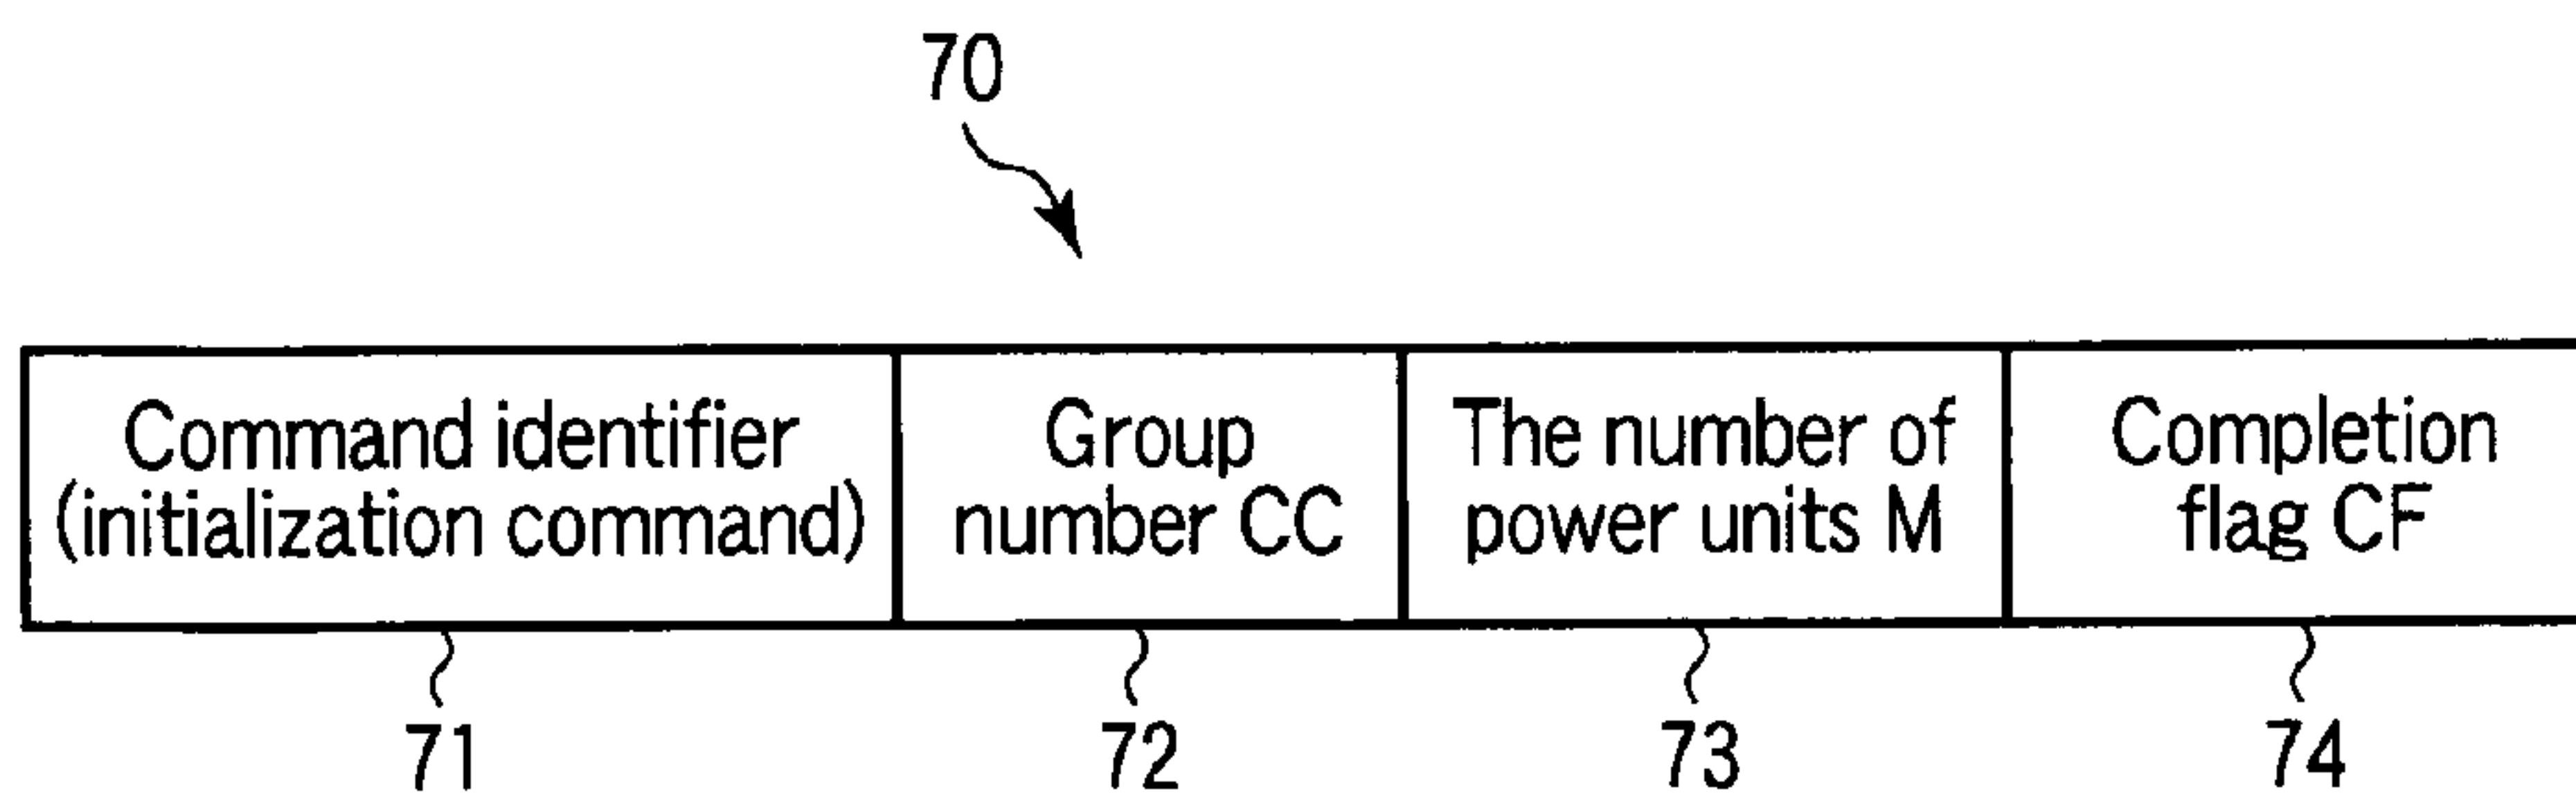 70
Command identifier
(initialization command)
Group
number CC
The number of
power units M
Completion
flag CF
71
72
73
74